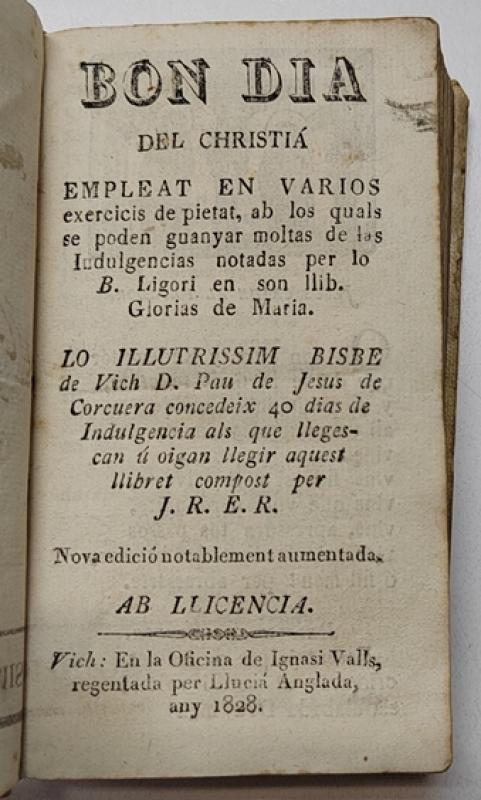 BON DIA
DEL CHRISTIÁ
EMPLEAT EN VARIOS
exercicis de pietat, ab los quals
se poden guanyar moltas de las
Indulgencias notadas per lo
B. Ligori en son llib.
Glorias de Maria.
LO ILLUTRISSIM BISBE
de Vich D. Pau de Jesus de
Corcuera concedeix 40 dias de
Indulgencia als que lleges-
can ú oigan llegir aquest
llibret compost per
J. R. E. R.
Nova edició notablement aumentada.
AB LLICENCIA.
Vich: En la Oficina de Ignasi Valls,
regentada per Lluciá Anglada,
any 1828.